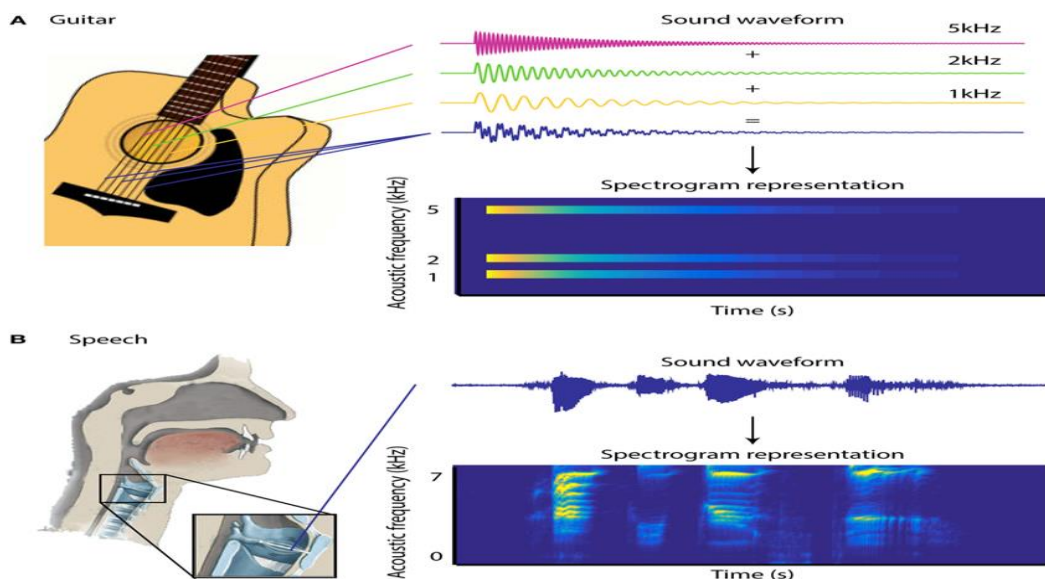 A Guitar
Sound waveform
5kHz
+
2kHz
+
1kHz
=
Spectrogram representation
Acoustic frequency (kHz)
5
2
1
Time (s)
B Speech
Sound waveform
Spectrogram representation
Acoustic frequency (kHz)
7
0
Time (s)